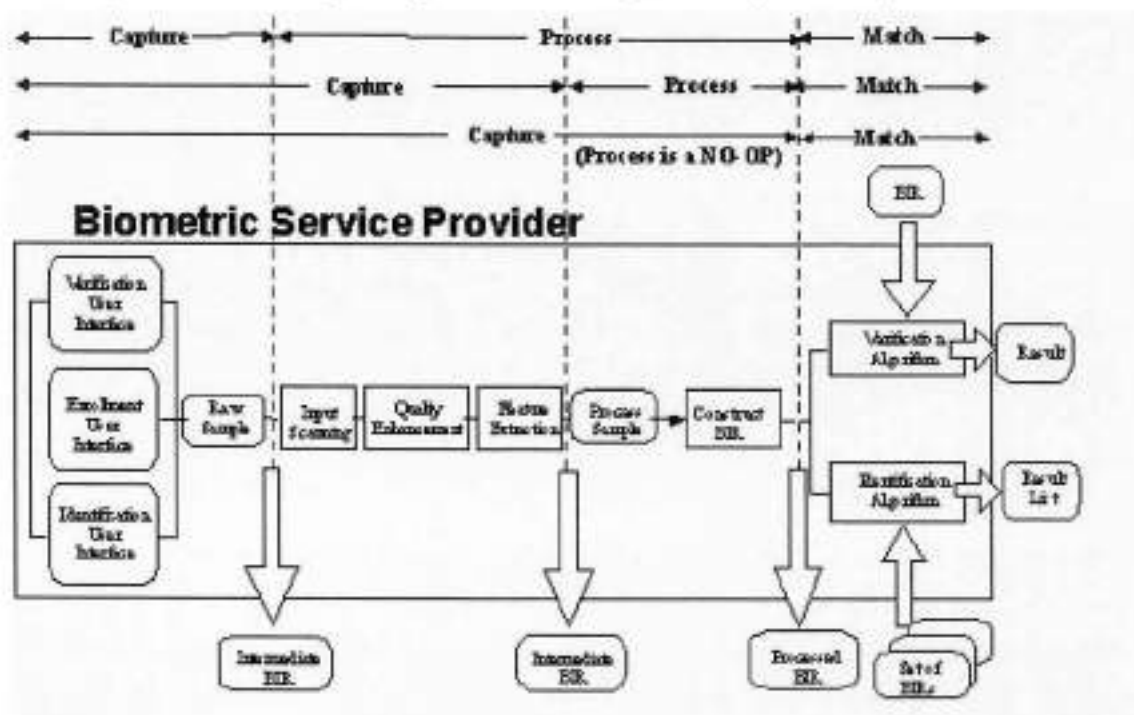 Capture Process Match
Capture Process Match
Capture Match
(Process is a NO-OP)
BIR
Biometric Service Provider
Verification
User
Interface
Verification
Algorithm
Result
Enrollment
User
Interface
Raw
Sample
Input
Scanning
Quality
Enhancement
Feature
Extraction
Process
Sample
Construct
BIR
Identification
User
Interface
Algorithm
Result
List
Intermediate
BIR
Intermediate
BIR
Processed
BIR
Set of
BIRs